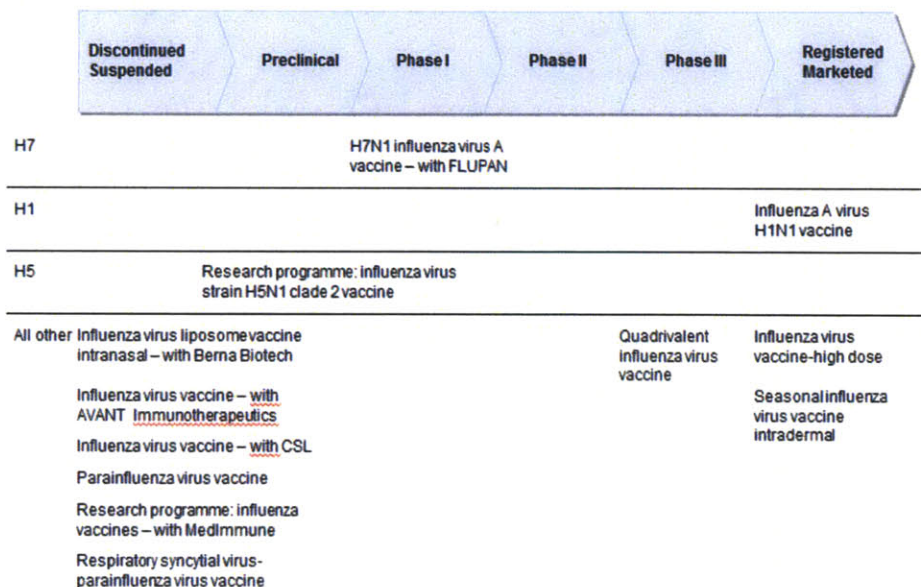 Discontinued
Suspended
Preclinical
Phase I
Phase II
Phase III
Registered
Marketed
H7
H7N1 influenza virus A
vaccine – with FLUPAN
H1
Influenza A virus
H1N1 vaccine
H5
Research programme: influenza virus
strain H5N1 clade 2 vaccine
All other
Influenza virus liposome vaccine
intranasal – with Berna Biotech
Influenza virus vaccine – with
AVANT Immunotherapeutics
Influenza virus vaccine – with CSL
Parainfluenza virus vaccine
Research programme: influenza
vaccines – with MedImmune
Respiratory syncytial virus-
parainfluenza virus vaccine
Quadrivalent
influenza virus
vaccine
Influenza virus
vaccine-high dose
Seasonal influenza
virus vaccine
intradermal